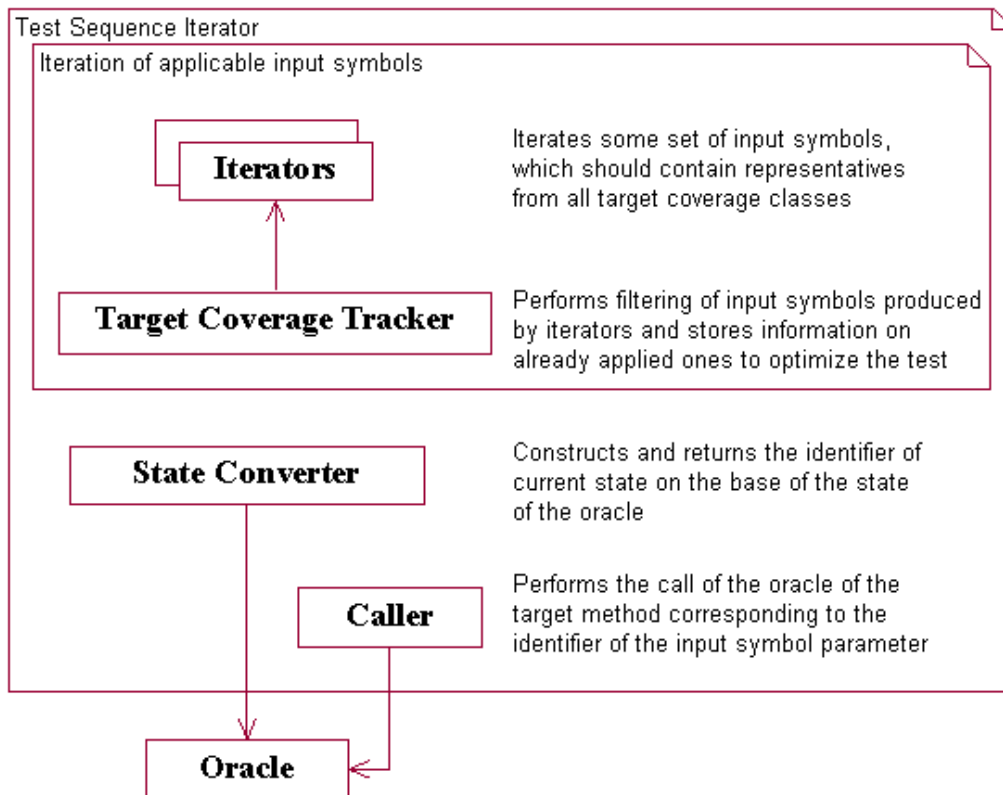 Test Sequence Iterator
Iteration of applicable input symbols
Iterators
Iterates some set of input symbols,
which should contain representatives
from all target coverage classes
Target Coverage Tracker
Performs filtering of input symbols produced
by iterators and stores information on
already applied ones to optimize the test
State Converter
Constructs and returns the identifier of
current state on the base of the state
of the oracle
Caller
Performs the call of the oracle of the
target method corresponding to the
identifier of the input symbol parameter
Oracle